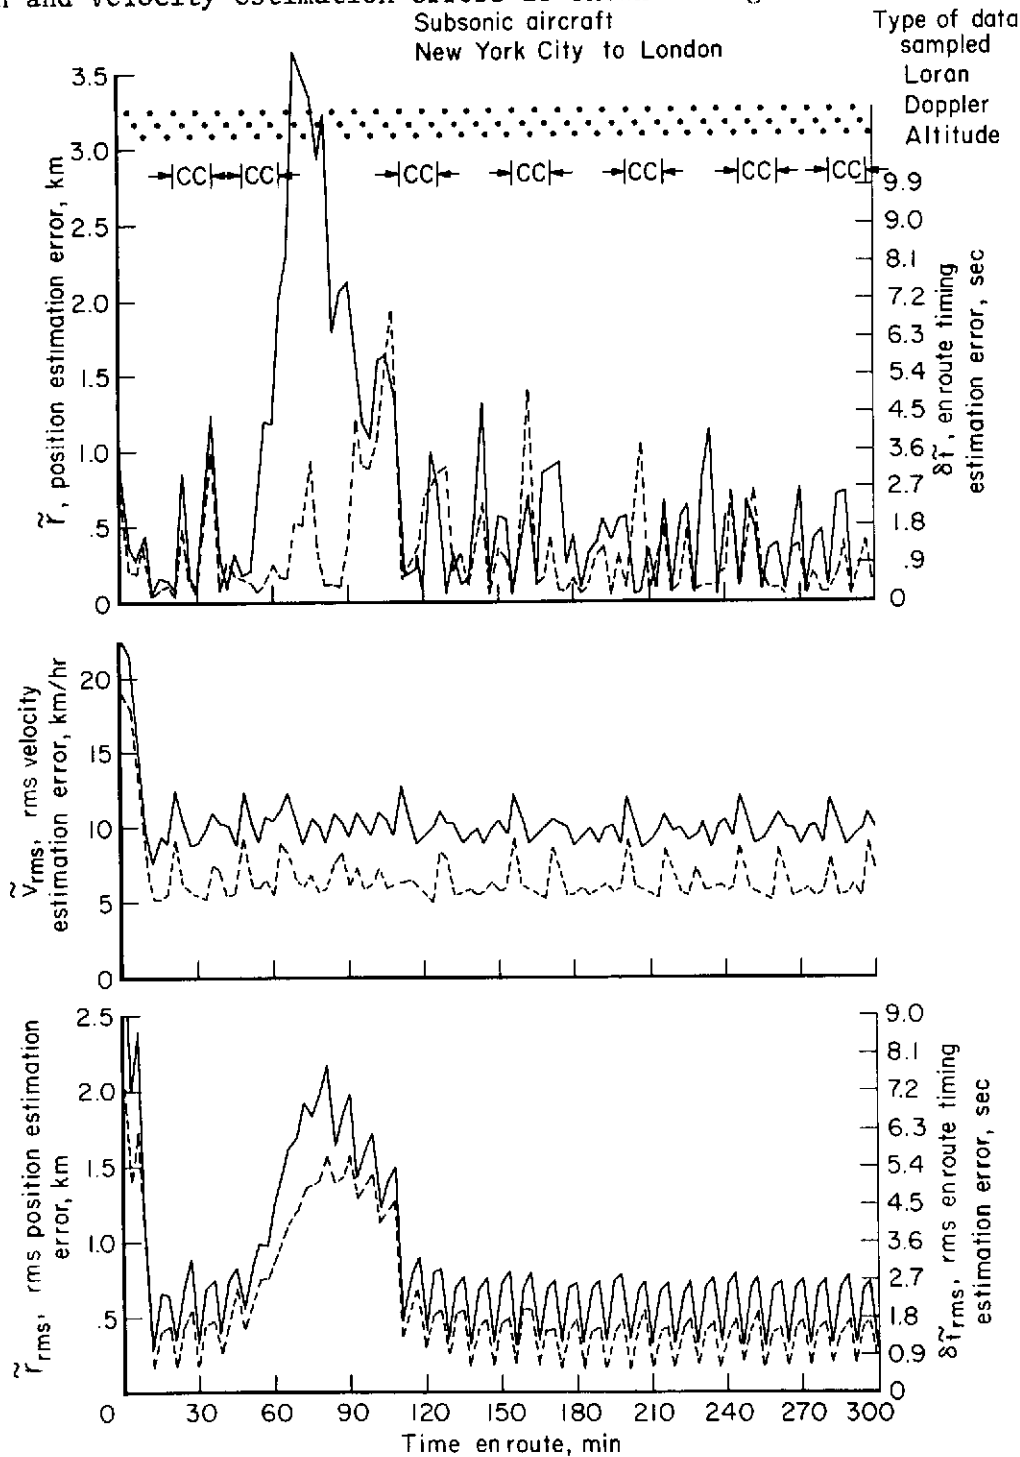 Subsonic aircraft
New York City to London
Type of data
sampled
Loran
Doppler
Altitude
3.5
3.0
2.5
2.0
1.5
1.0
.5
0
r̃, position estimation error, km
CC
CC
CC
CC
CC
CC
CC
9.9
9.0
8.1
7.2
6.3
5.4
4.5
3.6
2.7
1.8
.9
0
δt̃, enroute timing
estimation error, sec
20
15
10
5
0
ṽrms, rms velocity
estimation error, km/hr
2.5
2.0
1.5
1.0
.5
r̃rms, rms position estimation
error, km
9.0
8.1
7.2
6.3
5.4
4.5
3.6
2.7
1.8
0.9
0
δt̃rms, rms enroute timing
estimation error, sec
0 30 60 90 120 150 180 210 240 270 300
Time enroute, min